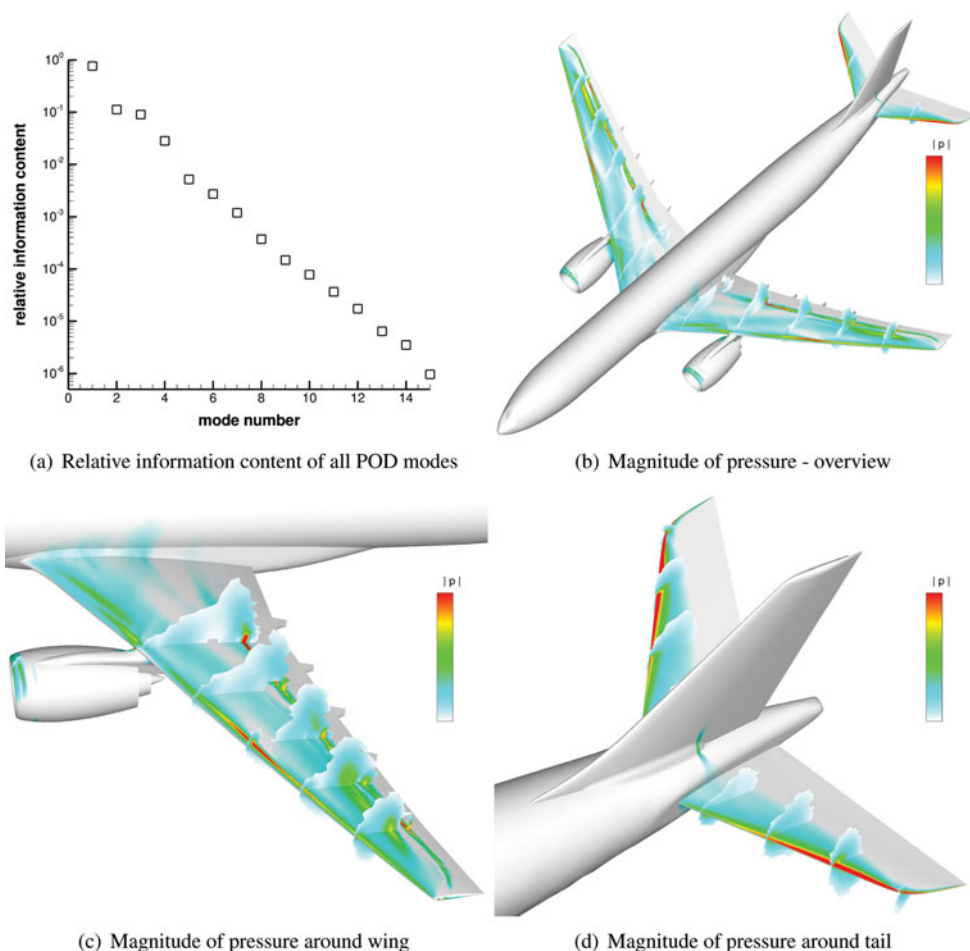 10^0
10^-1
10^-2
10^-3
10^-4
10^-5
10^-6
relative information content
0 2 4 6 8 10 12 14
mode number
(a) Relative information content of all POD modes
| p |
(b) Magnitude of pressure - overview
| p |
(c) Magnitude of pressure around wing
| p |
(d) Magnitude of pressure around tail